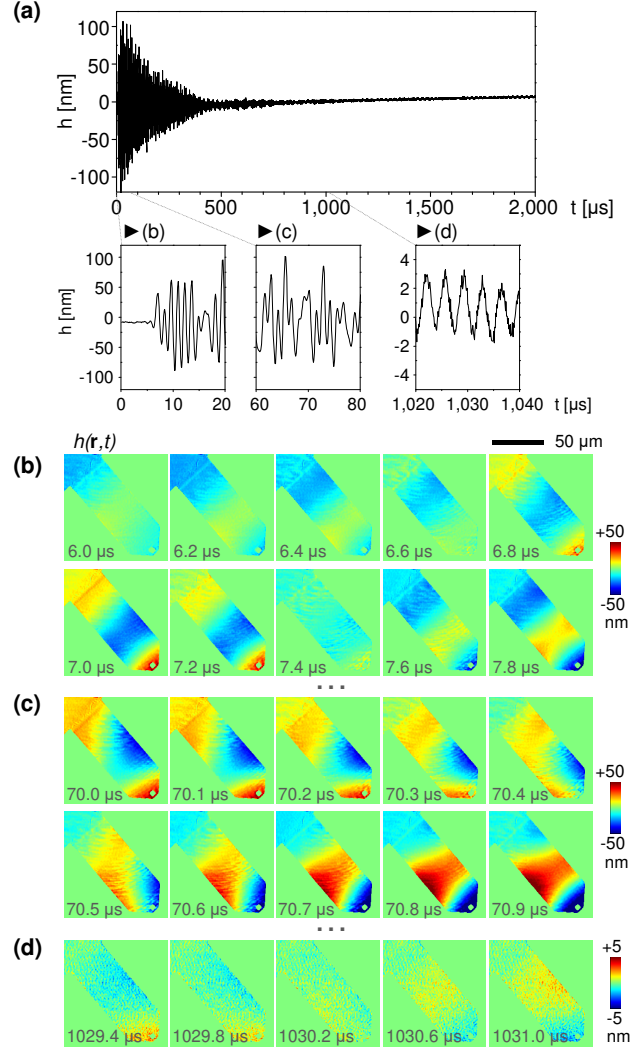 (a)
100
50
0
-50
-100
h [nm]
0
500
1,000
1,500
2,000
t [µs]
►(b)
►(c)
►(d)
h [nm]
100
50
0
-50
-100
4
2
0
-2
-4
0
10
20
60
70
80
1,020
1,030
1,040
t [µs]
h(r,t)
50 µm
(b)
6.0 µs
6.2 µs
6.4 µs
6.6 µs
6.8 µs
+50
-50
nm
7.0 µs
7.2 µs
7.4 µs
7.6 µs
7.8 µs
...
(c)
70.0 µs
70.1 µs
70.2 µs
70.3 µs
70.4 µs
+50
-50
nm
70.5 µs
70.6 µs
70.7 µs
70.8 µs
70.9 µs
...
(d)
1029.4 µs
1029.8 µs
1030.2 µs
1030.6 µs
1031.0 µs
+5
-5
nm